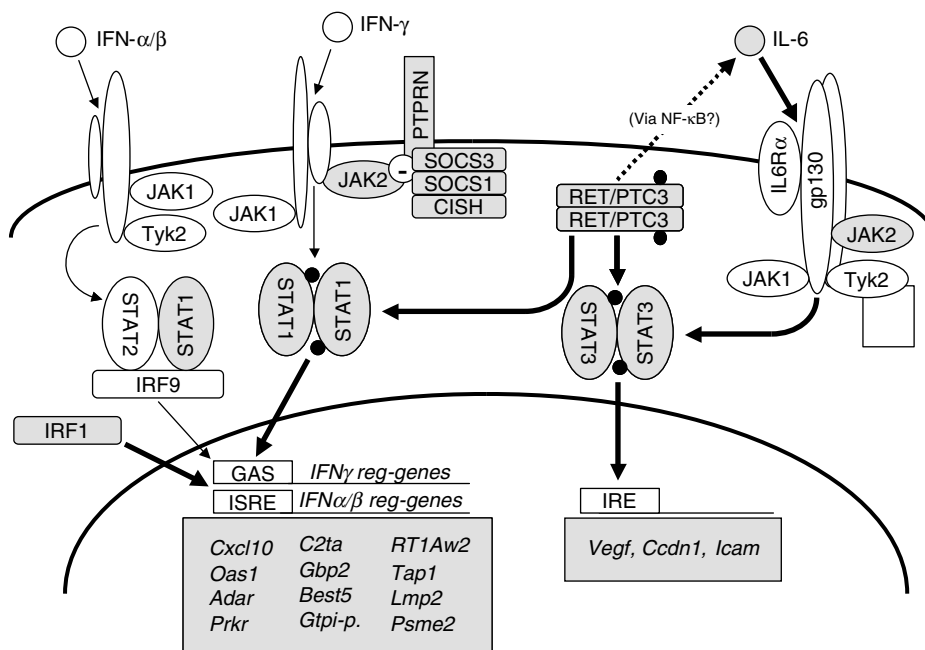 IFN-α/β
IFN-γ
IL-6
PTPRN
(Via NF-κB?)
JAK1
Tyk2
JAK1
JAK2
-
SOCS3
SOCS1
CISH
RET/PTC3
RET/PTC3
IL6Rα
gp130
JAK2
JAK1
Tyk2
STAT2
STAT1
STAT1
STAT1
STAT3
STAT3
IRF9
IRF1
GAS
IFNγ reg-genes
ISRE
IFNα/β reg-genes
IRE
Cxcl10 C2ta RT1Aw2
Oas1 Gbp2 Tap1
Adar Best5 Lmp2
Prkr Gtpi-p. Psme2
Vegf, Ccdn1, Icam